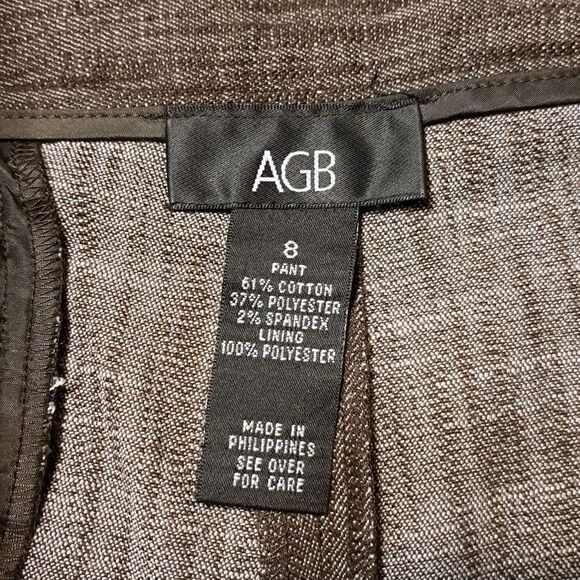 AGB
8
PANT
61% COTTON
37% POLYESTER
2% SPANDEX
LINING
100% POLYESTER
MADE IN
PHILIPPINES
SEE OVER
FOR CARE